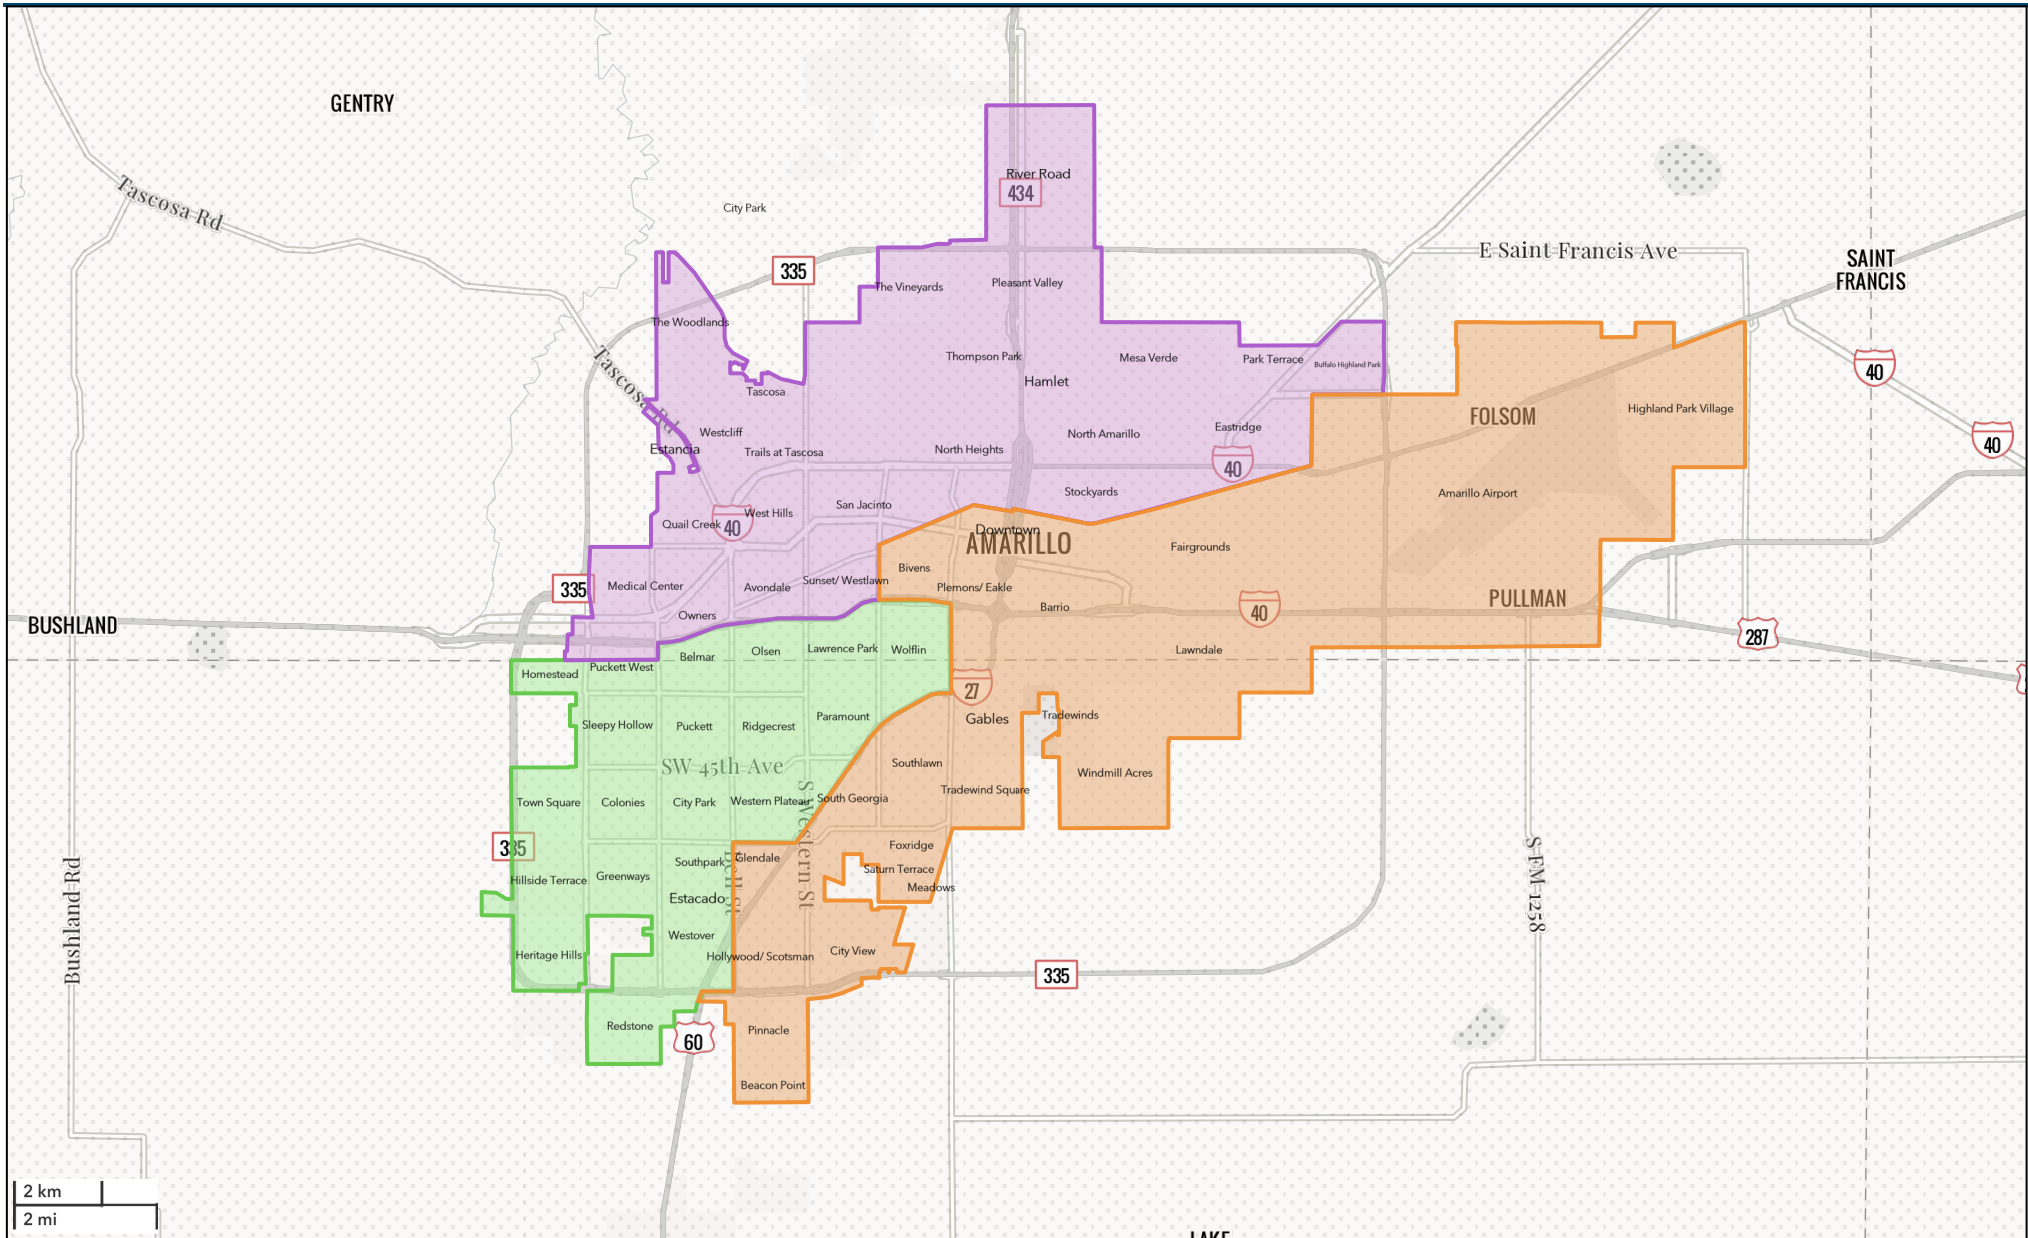 GENTRY
River Road
434
Tascosa Rd
City Park
E Saint Francis Ave
SAINT
FRANCIS
335
The Vineyards
Pleasant Valley
The Woodlands
Thompson Park
Mesa Verde
Park Terrace
Buffalo Highland Park
40
Tascosa Rd
Hamlet
Tascosa
Highland Park Village
FOLSOM
Westcliff
North Amarillo
Eastridge
40
Estancia
Trails at Tascosa
North Heights
40
Stockyards
Amarillo Airport
San Jacinto
West Hills
Quail Creek
40
Downtown
AMARILLO
Fairgrounds
Bivens
335
Medical Center
Avondale
Sunset/ Westlawn
Plemons/ Eakle
PULLMAN
Barrio
40
Owners
BUSHLAND
287
Belmar
Olsen
Lawrence Park
Wolflin
Lawndale
Puckett West
Homestead
27
Sleepy Hollow
Puckett
Ridgecrest
Paramount
Gables
Tradewinds
SW 45th Ave
Southlawn
Windmill Acres
Town Square
Colonies
City Park
Western Plateau
South Georgia
Tradewind Square
S Western St
335
Foxridge
Southpark
Glendale
Saturn Terrace
Hillside Terrace
Greenways
Meadows
Bell St
Estacado
S FM 1258
Bushland Rd
Westover
Heritage Hills
Hollywood/ Scotsman
City View
335
Redstone
Pinnacle
60
Beacon Point
2 km
2 mi
LAKE